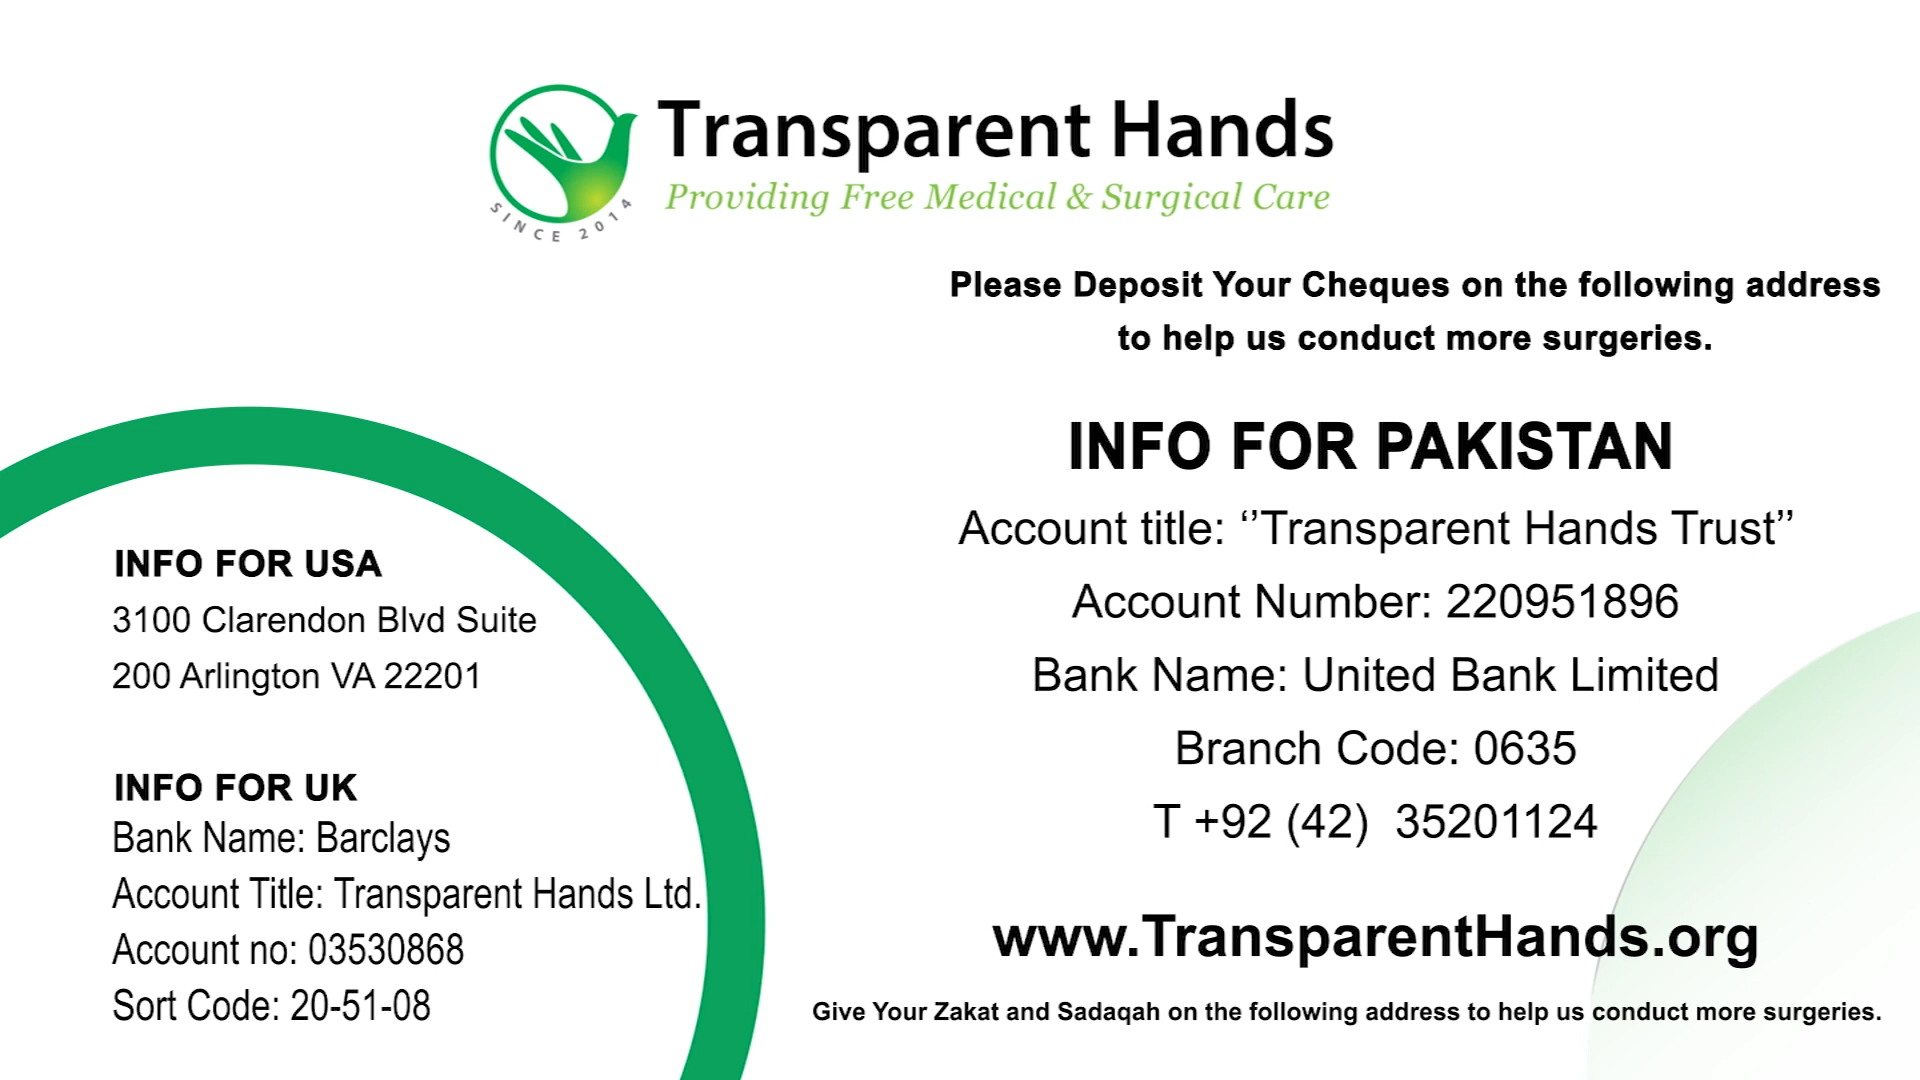 Transparent Hands
Providing Free Medical & Surgical Care
SINCE 2014
Please Deposit Your Cheques on the following address
to help us conduct more surgeries.
INFO FOR USA
3100 Clarendon Blvd Suite
200 Arlington VA 22201
INFO FOR UK
Bank Name: Barclays
Account Title: Transparent Hands Ltd.
Account no: 03530868
Sort Code: 20-51-08
INFO FOR PAKISTAN
Account title: ‘’Transparent Hands Trust’’
Account Number: 220951896
Bank Name: United Bank Limited
Branch Code: 0635
T +92 (42)  35201124
www.TransparentHands.org
Give Your Zakat and Sadaqah on the following address to help us conduct more surgeries.